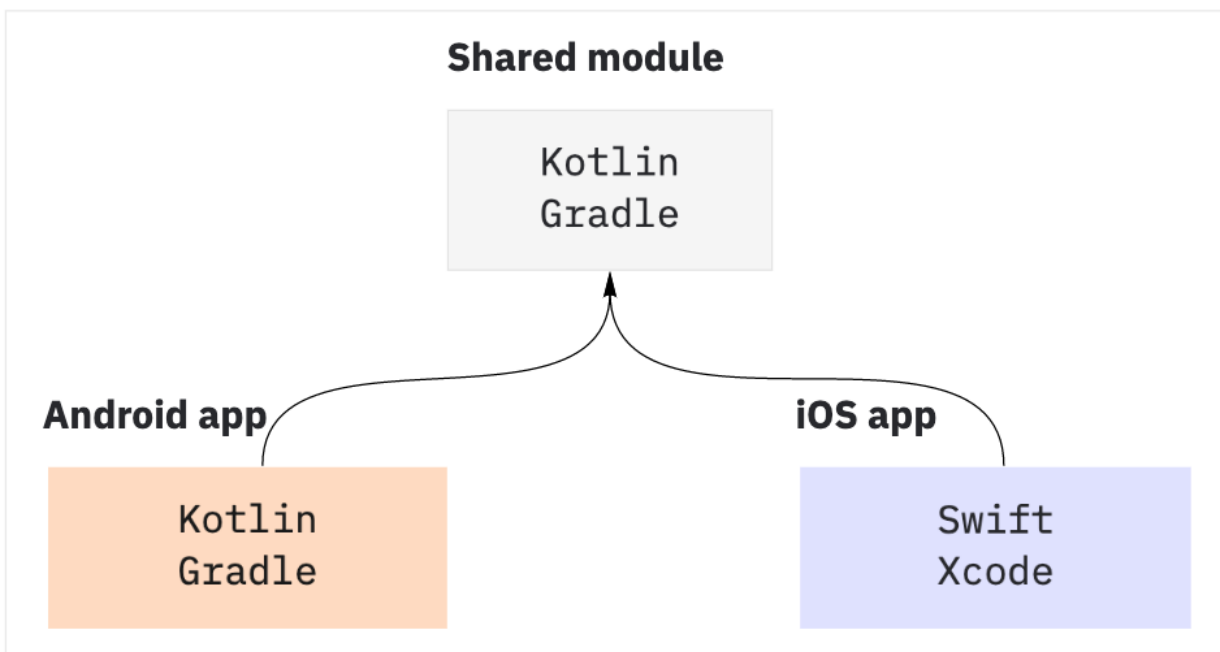 Shared module
Kotlin
Gradle
Android app
Kotlin
Gradle
iOS app
Swift
Xcode